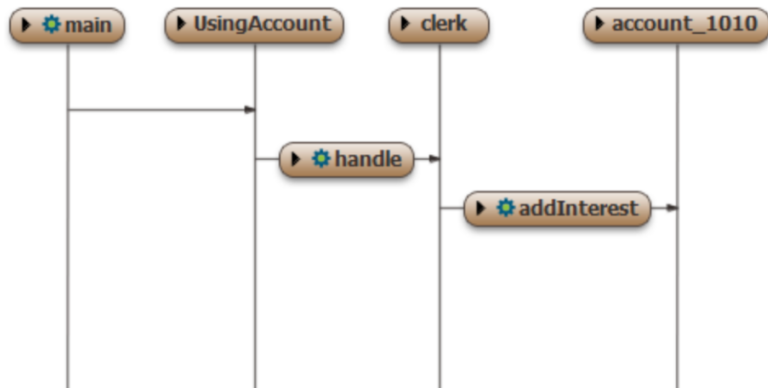 main
UsingAccount
clerk
account_1010
handle
addInterest